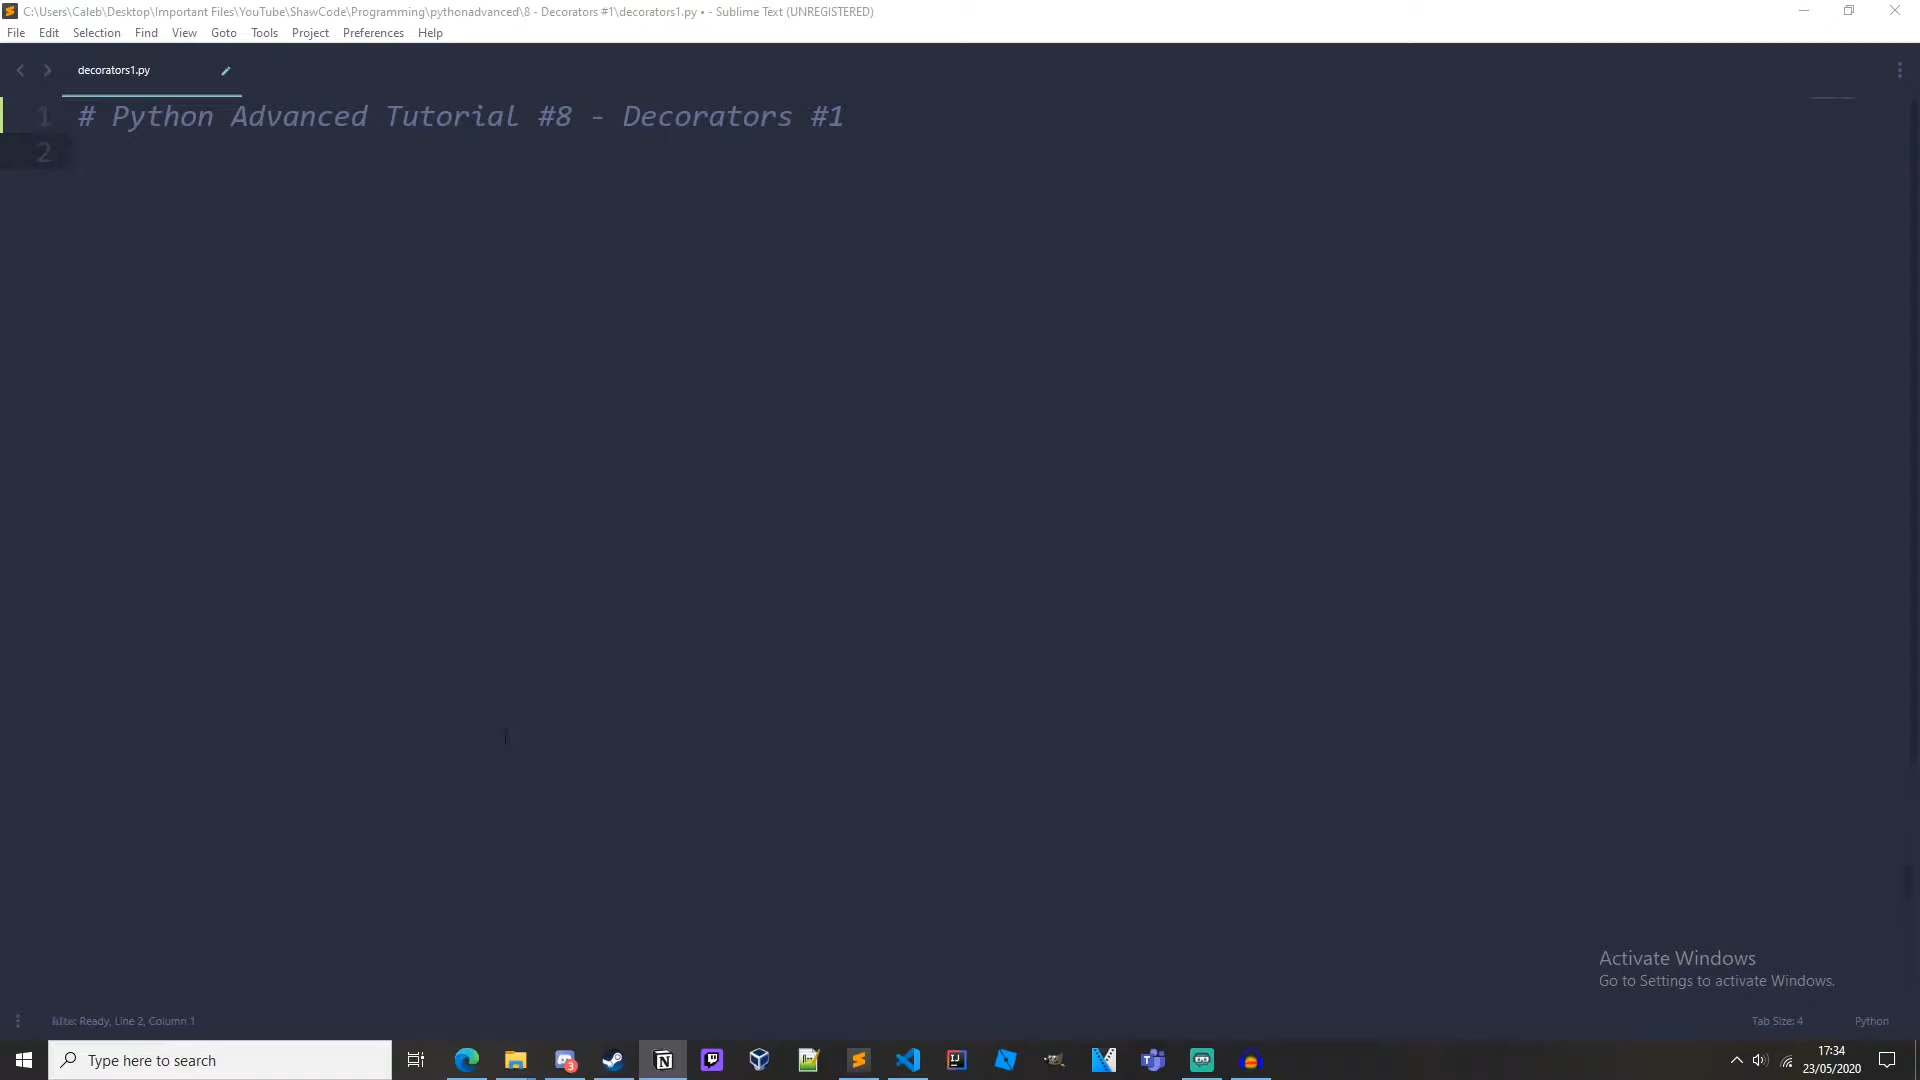 C:\Users\Caleb\Desktop\Important Files\YouTube\ShawCode\Programming\pythonadvanced\8 - Decorators #1\decorators1.py • - Sublime Text (UNREGISTERED)
File Edit Selection Find View Goto Tools Project Preferences Help
decorators1.py
1 # Python Advanced Tutorial #8 - Decorators #1
2
Activate Windows
Go to Settings to activate Windows.
Ready, Line 2, Column 1
Tab Size: 4 Python
Type here to search
3
17:34
23/05/2020